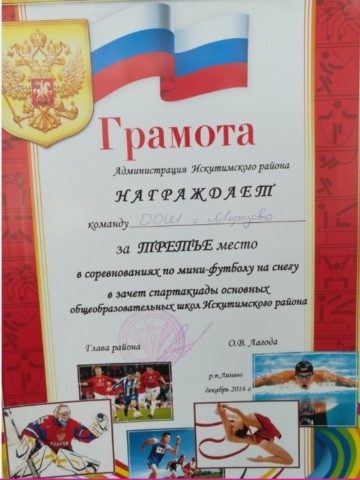 Грамота
Администрация Искитимского района
НАГРАЖДАЕТ
команду ООШ с. Морозово
за ТРЕТЬЕ место
в соревнованиях по мини-футболу на снегу
в зачет спартакиады основных
общеобразовательных школ Искитимского района
Глава района О.В. Лагода
р.п.Линево
декабрь 2016 г.